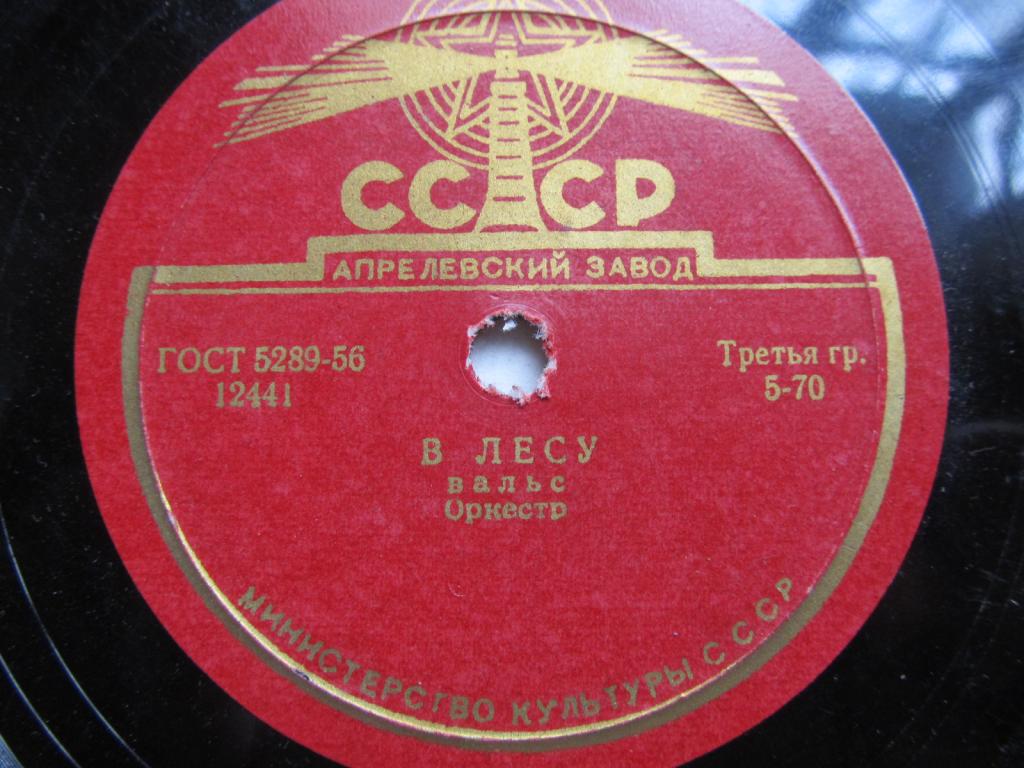 СССР
АПРЕЛЕВСКИЙ ЗАВОД
ГОСТ 5289-56
12441
Третья гр.
5-70
В ЛЕСУ
вальс
Оркестр
МИНИСТЕРСТВО КУЛЬТУРЫ СССР